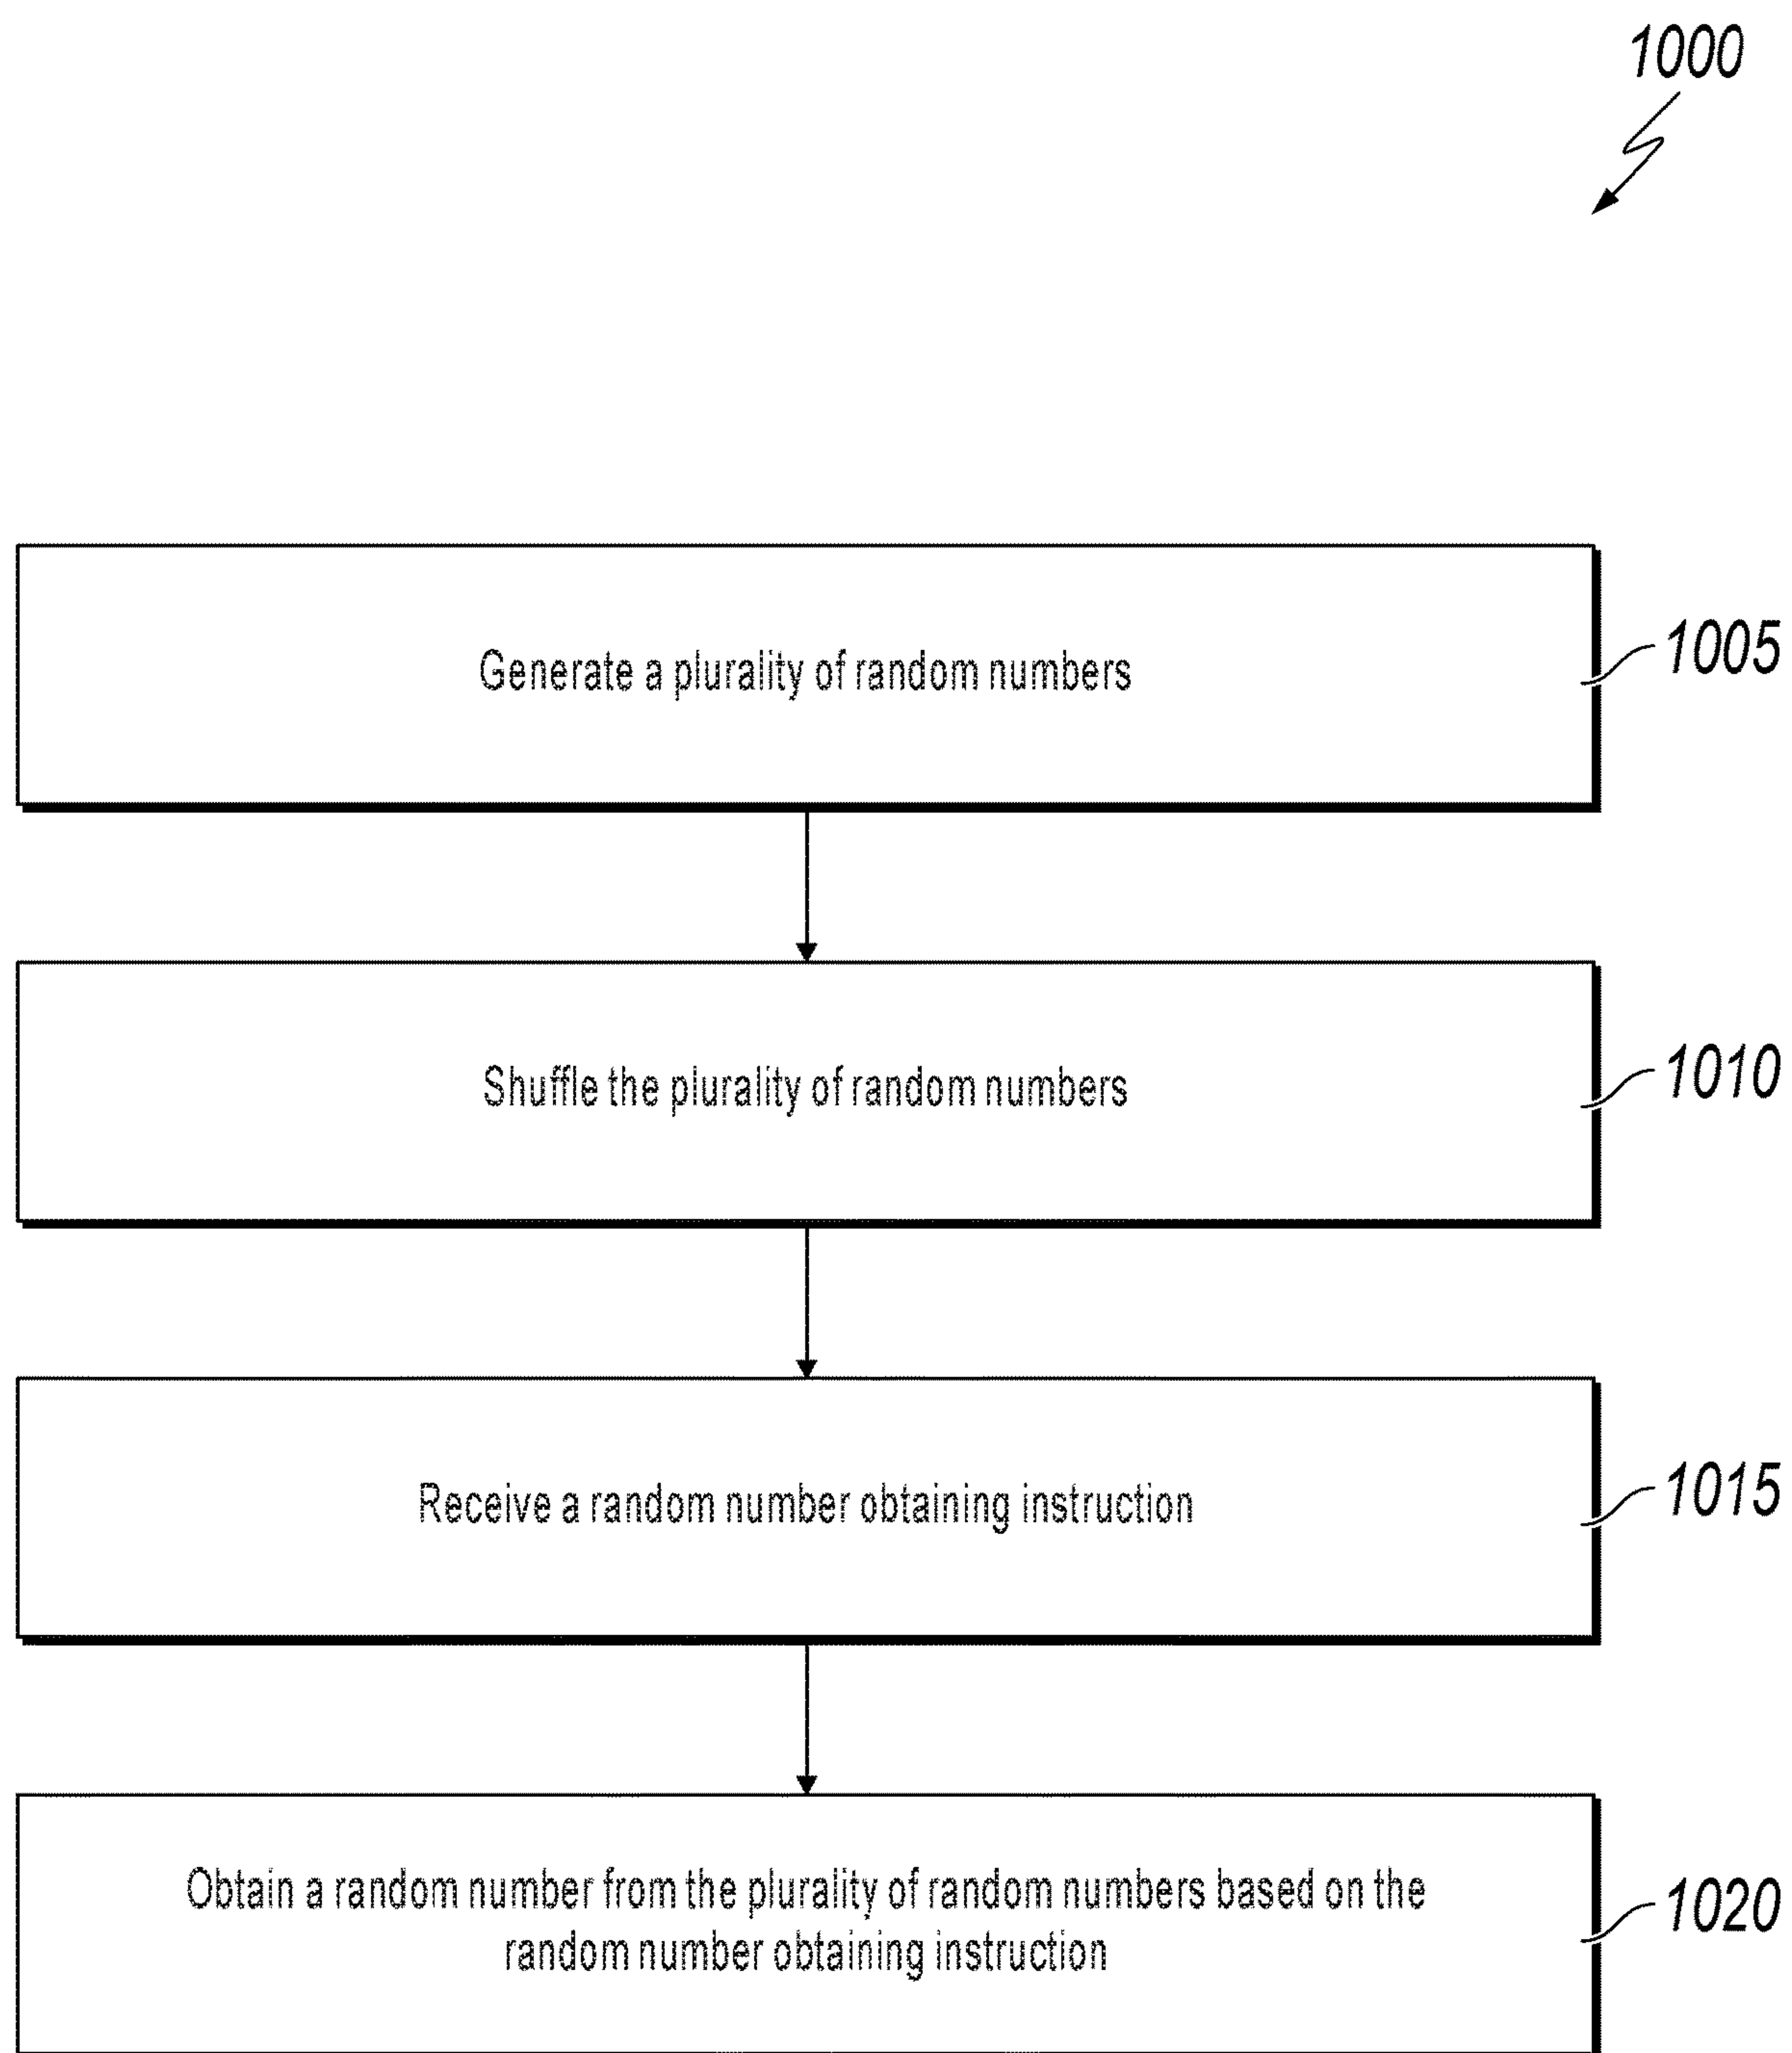 1000
Generate a plurality of random numbers
1005
Shuffle the plurality of random numbers
1010
Receive a random number obtaining instruction
1015
Obtain a random number from the plurality of random numbers based on the
random number obtaining instruction
1020